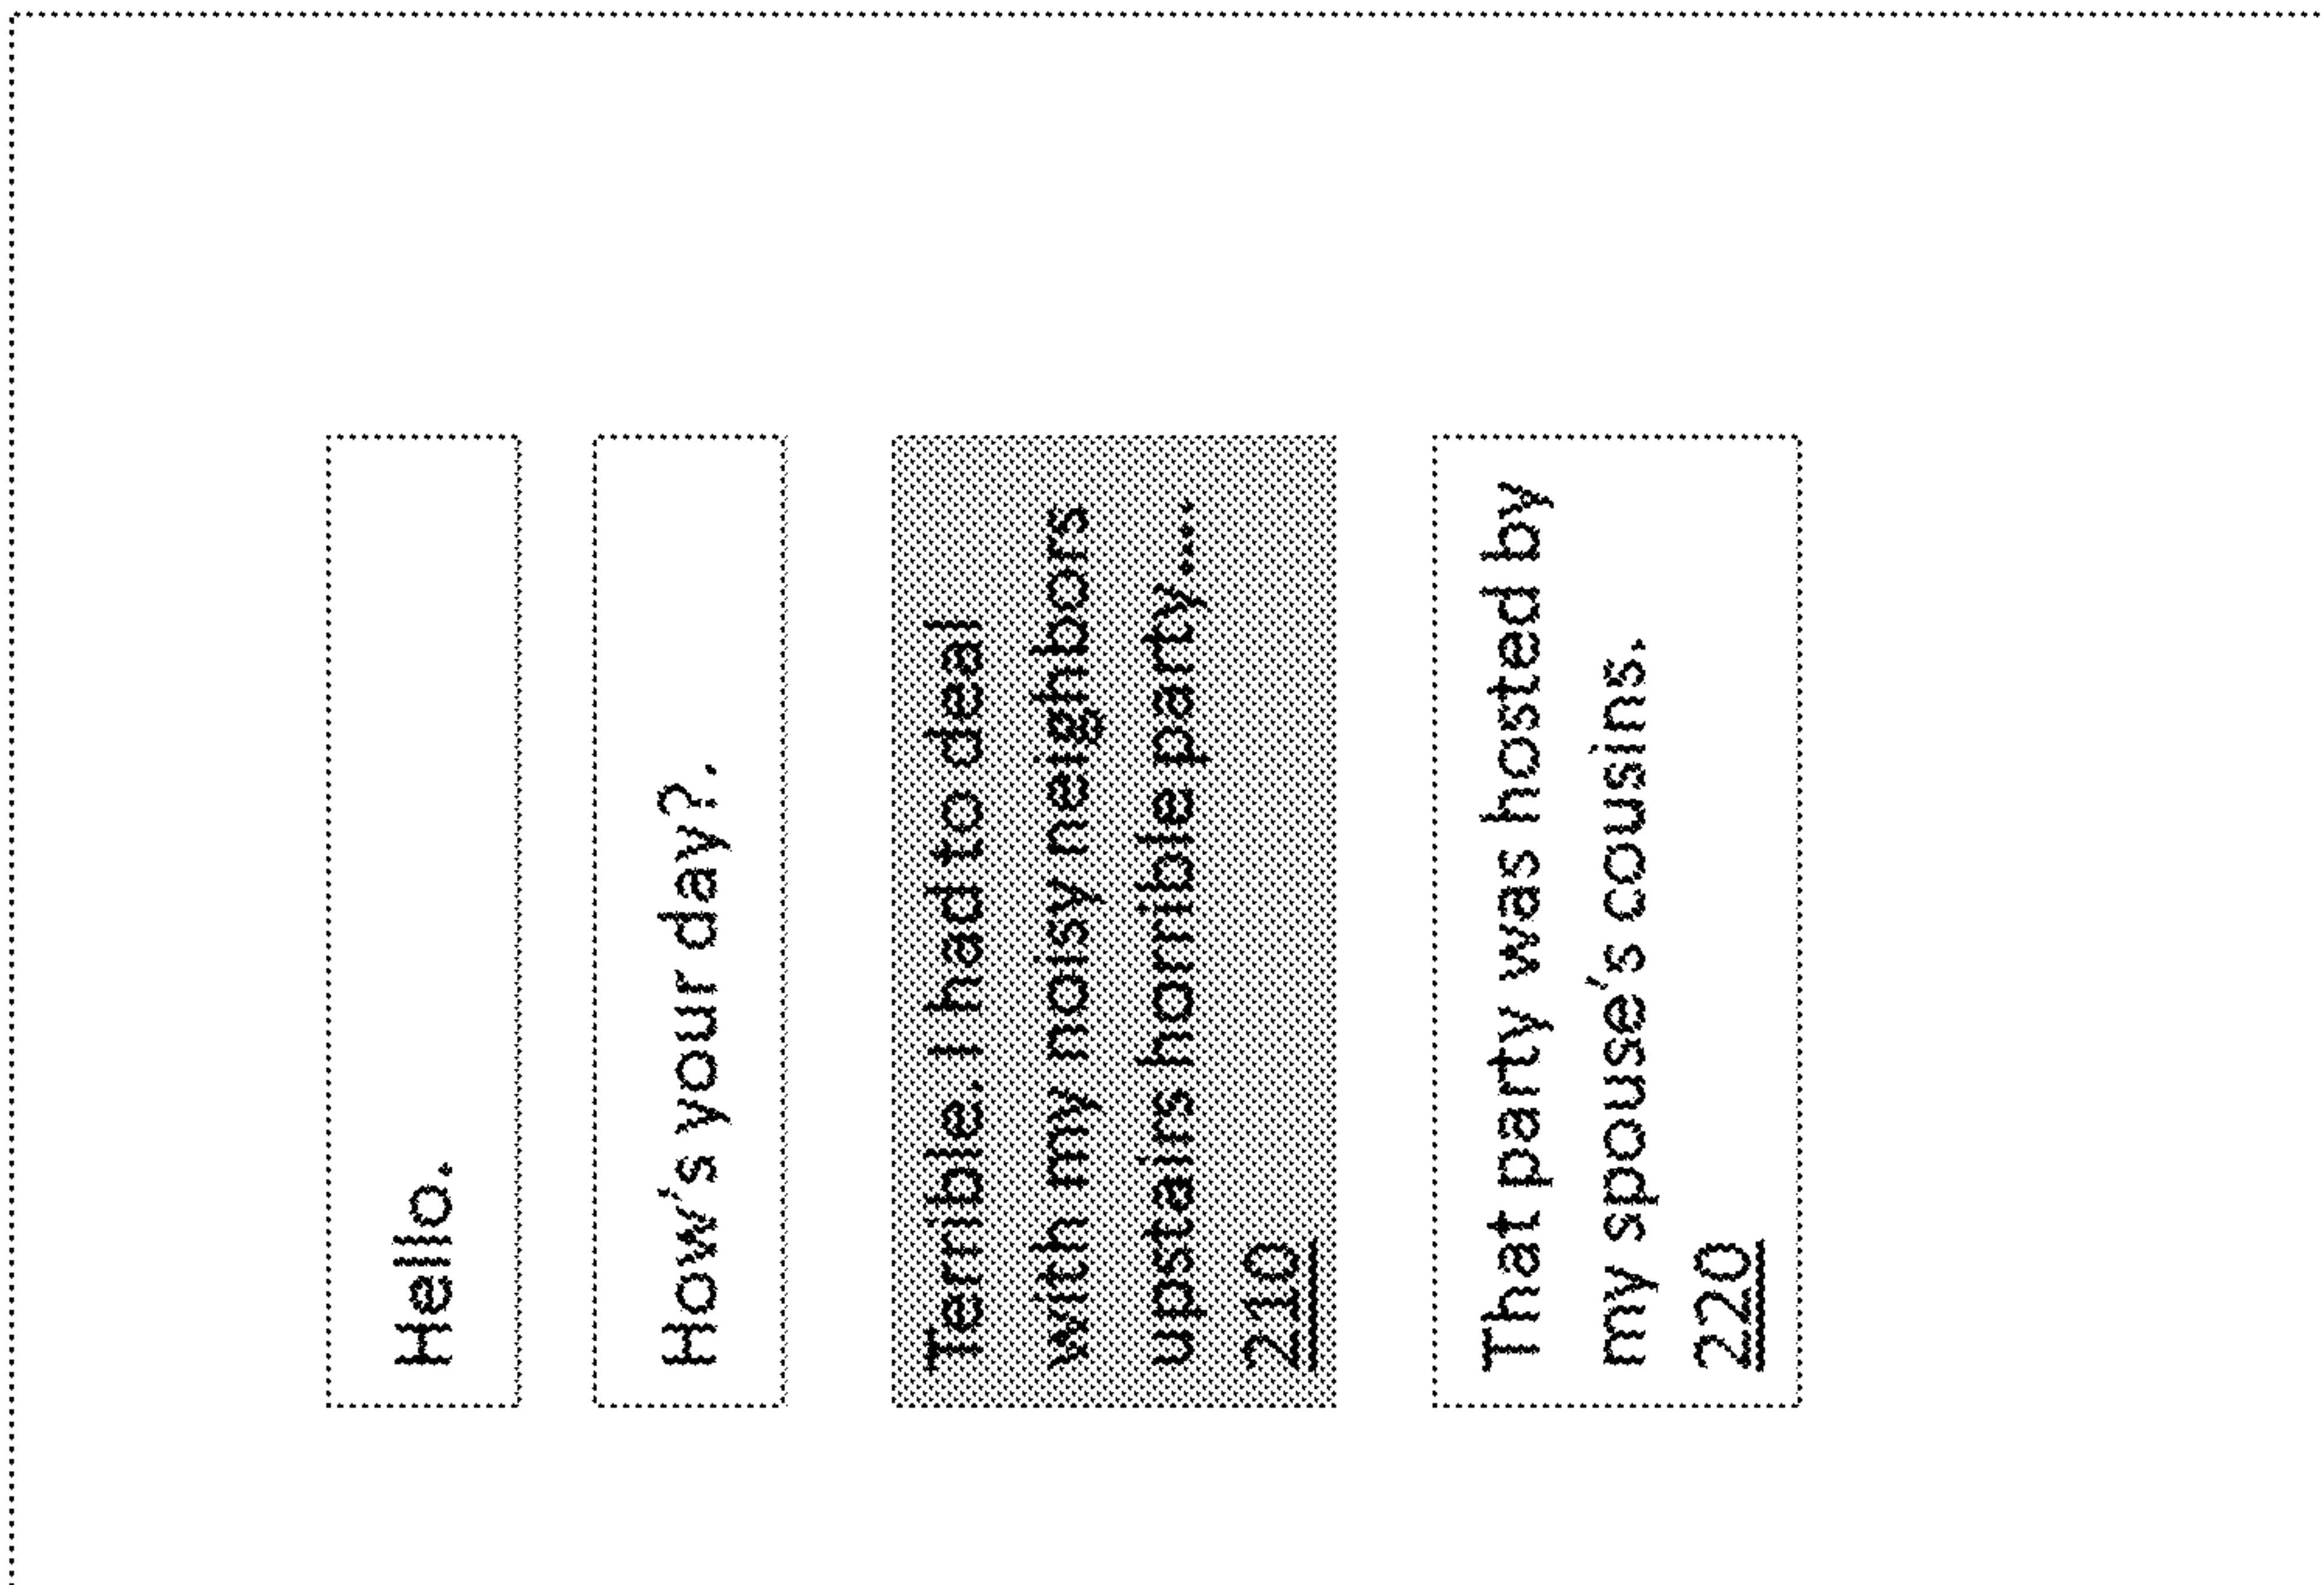 Hello.
How's your day?.
Terrible. I had to deal
with my noisy neighbors
upstairs horrible party....
210
That party was hosted by
my spouse's cousins.
220